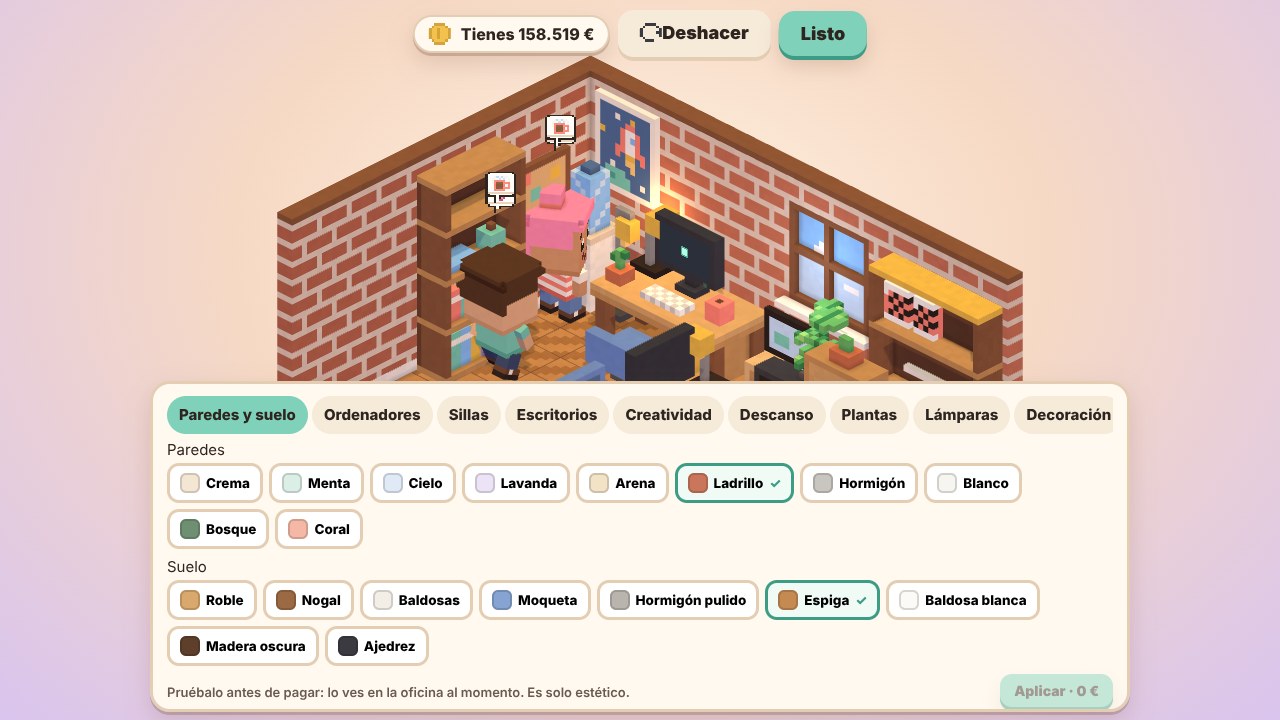 Tienes 158.519 €
Deshacer
Listo
Paredes y suelo
Ordenadores
Sillas
Escritorios
Creatividad
Descanso
Plantas
Lámparas
Decoración
Paredes
Crema
Menta
Cielo
Lavanda
Arena
Ladrillo ✓
Hormigón
Blanco
Bosque
Coral
Suelo
Roble
Nogal
Baldosas
Moqueta
Hormigón pulido
Espiga ✓
Baldosa blanca
Madera oscura
Ajedrez
Pruébalo antes de pagar: lo ves en la oficina al momento. Es solo estético.
Aplicar · 0 €